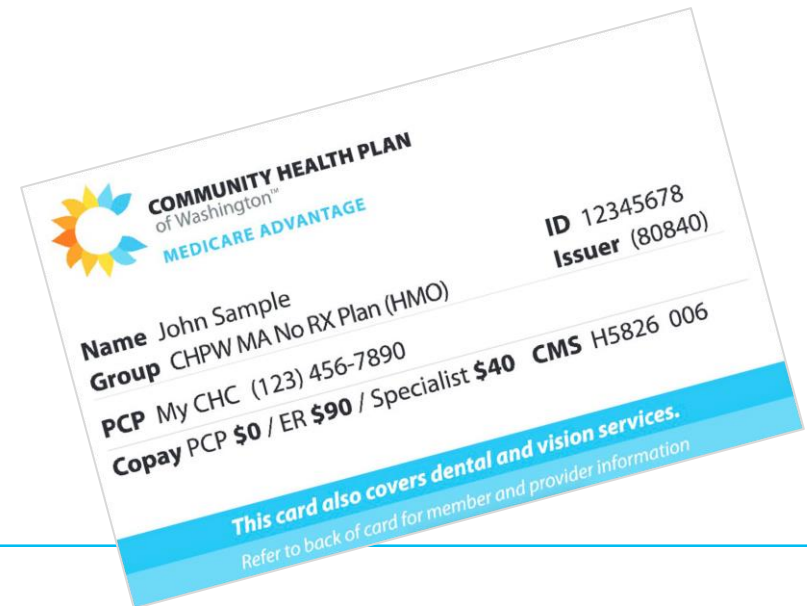 COMMUNITY HEALTH PLAN
of Washington™
MEDICARE ADVANTAGE
ID 12345678
Issuer (80840)
Name John Sample
Group CHPW MA No RX Plan (HMO)
PCP My CHC (123) 456-7890
Copay PCP $0 / ER $90 / Specialist $40 CMS H5826 006
This card also covers dental and vision services.
Refer to back of card for member and provider information